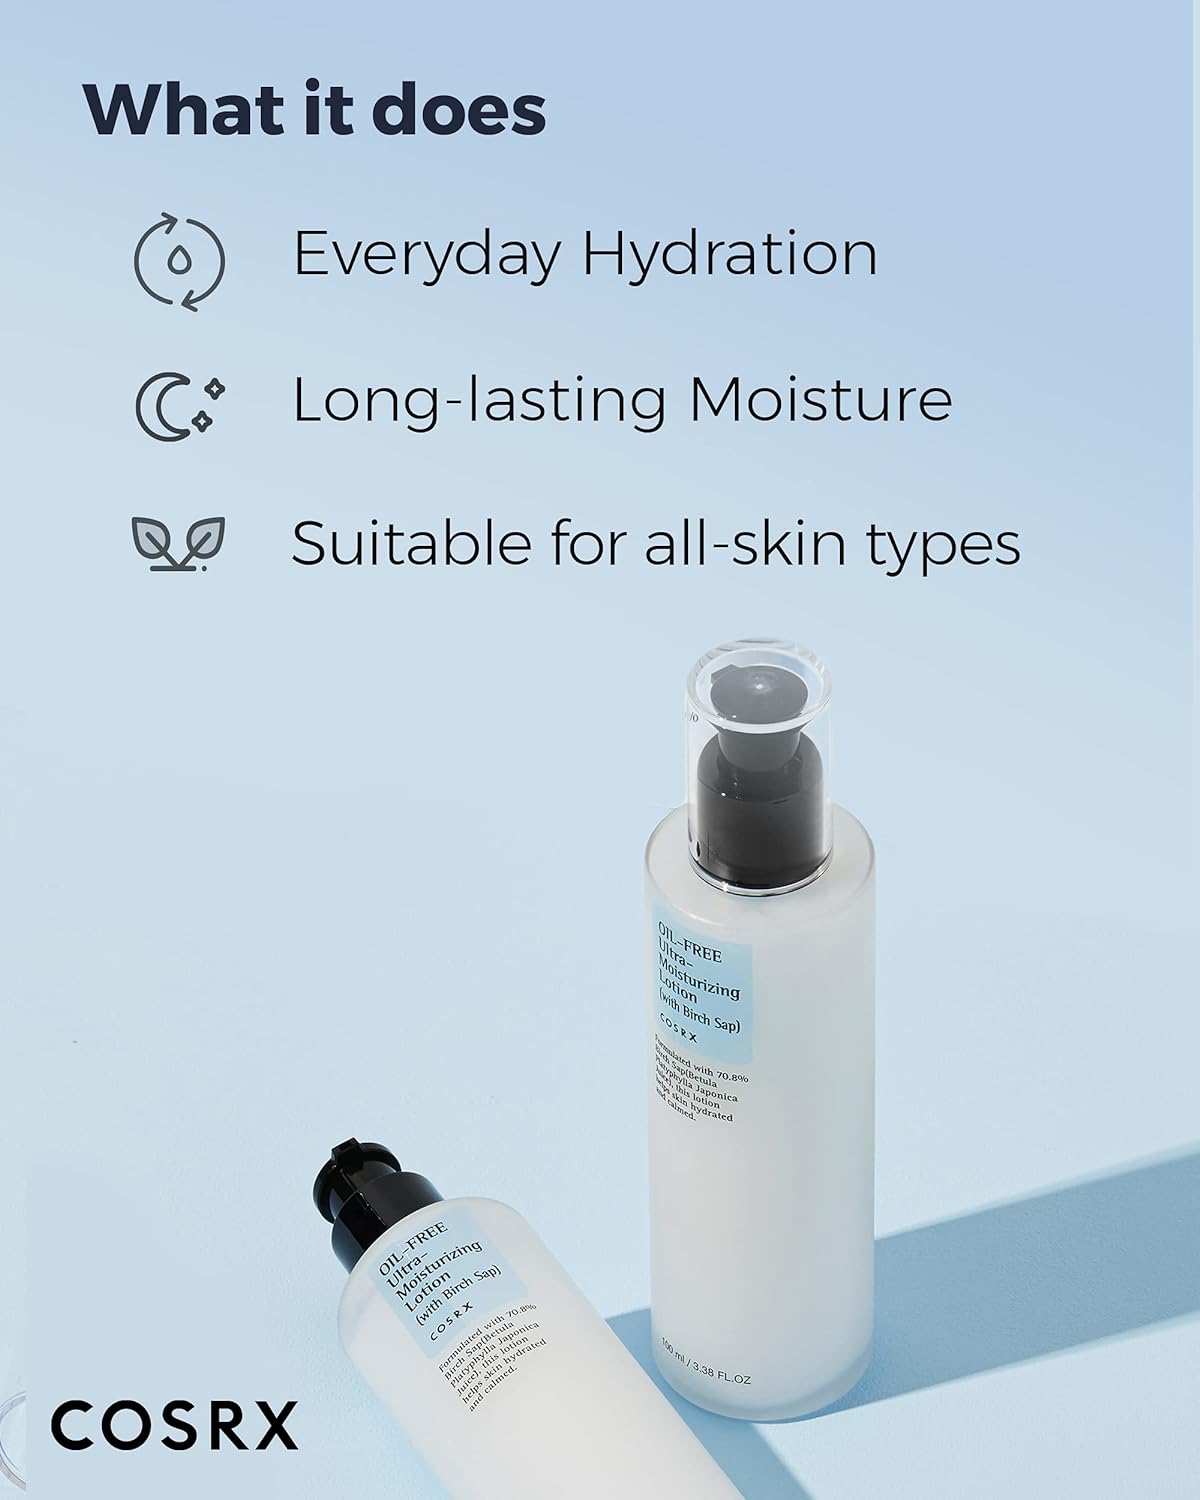 What it does
Everyday Hydration
Long-lasting Moisture
Suitable for all-skin types
OIL-FREE
Ultra-
Moisturizing
Lotion
(with Birch Sap)
COSRX
Formulated with 70.8%
Birch Sap(Betula
Platyphylla Japonica
Juice), this lotion
helps skin hydrated
and calmed.
100 ml / 3.38 FL.OZ
OIL-FREE
Ultra-
Moisturizing
Lotion
(with Birch Sap)
COSRX
Formulated with 70.8%
Birch Sap(Betula
Platyphylla Japonica
Juice), this lotion
helps skin hydrated
and calmed.
COSRX